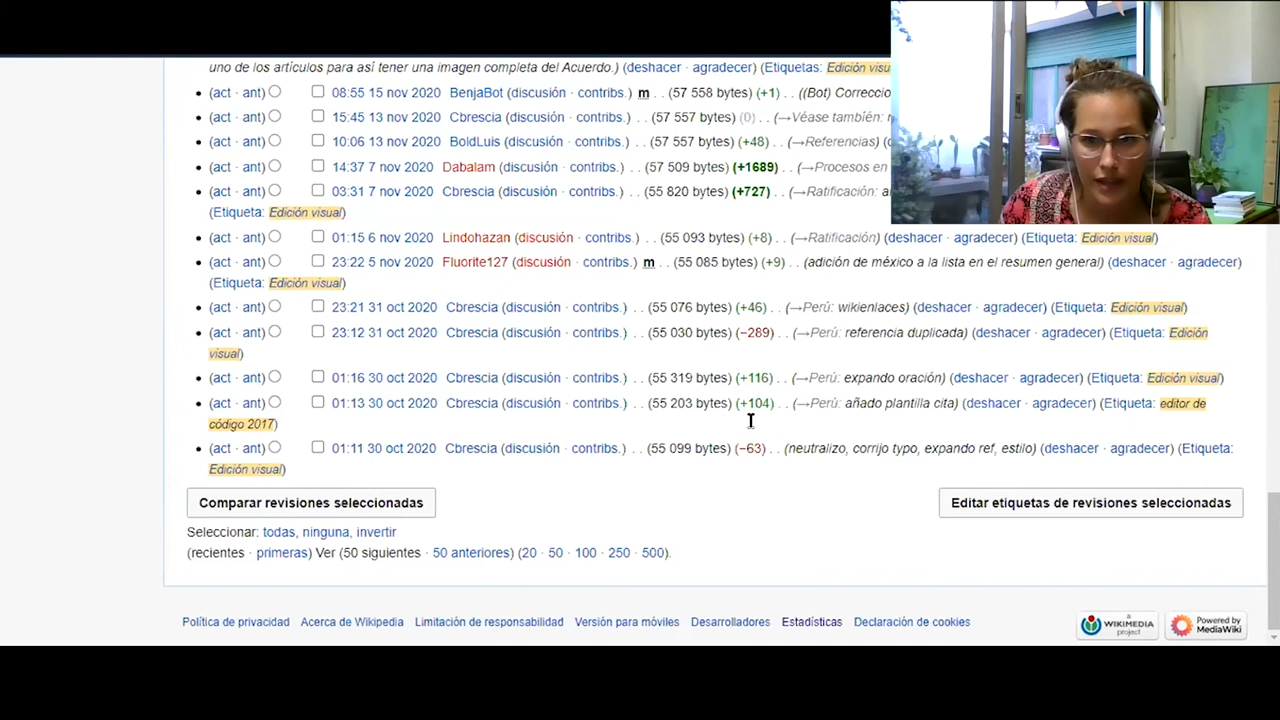 uno de los artículos para así tener una imagen completa del Acuerdo.) (deshacer · agradecer) (Etiquetas: Edición
(act · ant) 08:55 15 nov 2020 BenjaBot (discusión · contribs.) m . . (57 558 bytes) (+1) . . ((Bot)
(act · ant) 15:45 13 nov 2020 Cbrescia (discusión · contribs.) . . (57 557 bytes) (0) . . (→Véase también:
(act · ant) 10:06 13 nov 2020 BoldLuis (discusión · contribs.) . . (57 557 bytes) (+48) . . (→Referencias)
(act · ant) 14:37 7 nov 2020 Dabalam (discusión · contribs.) . . (57 509 bytes) (+1689) . . (→Procesos en
(act · ant) 03:31 7 nov 2020 Cbrescia (discusión · contribs.) . . (55 820 bytes) (+727) . . (→Ratificación:
(Etiqueta: Edición visual)
(act · ant) 01:15 6 nov 2020 Lindohazan (discusión · contribs.) . . (55 093 bytes) (+8) . . (→Ratificación) (deshacer · agradecer) (Etiqueta: Edición visual)
(act · ant) 23:22 5 nov 2020 Fluorite127 (discusión · contribs.) m . . (55 085 bytes) (+9) . . (adición de méxico a la lista en el resumen general) (deshacer · agradecer)
(Etiqueta: Edición visual)
(act · ant) 23:21 31 oct 2020 Cbrescia (discusión · contribs.) . . (55 076 bytes) (+46) . . (→Perú: wikienlaces) (deshacer · agradecer) (Etiqueta: Edición visual)
(act · ant) 23:12 31 oct 2020 Cbrescia (discusión · contribs.) . . (55 030 bytes) (−289) . . (→Perú: referencia duplicada) (deshacer · agradecer) (Etiqueta: Edición
visual)
(act · ant) 01:16 30 oct 2020 Cbrescia (discusión · contribs.) . . (55 319 bytes) (+116) . . (→Perú: expando oración) (deshacer · agradecer) (Etiqueta: Edición visual)
(act · ant) 01:13 30 oct 2020 Cbrescia (discusión · contribs.) . . (55 203 bytes) (+104) . . (→Perú: añado plantilla cita) (deshacer · agradecer) (Etiqueta: editor de
código 2017)
(act · ant) 01:11 30 oct 2020 Cbrescia (discusión · contribs.) . . (55 099 bytes) (−63) . . (neutralizo, corrijo typo, expando ref, estilo) (deshacer · agradecer) (Etiqueta:
Edición visual)
Comparar revisiones seleccionadas Editar etiquetas de revisiones seleccionadas
Seleccionar: todas, ninguna, invertir
(recientes · primeras) Ver (50 siguientes · 50 anteriores) (20 · 50 · 100 · 250 · 500).
Política de privacidad Acerca de Wikipedia Limitación de responsabilidad Versión para móviles Desarrolladores Estadísticas Declaración de cookies
A WIKIMEDIA project Powered by MediaWiki